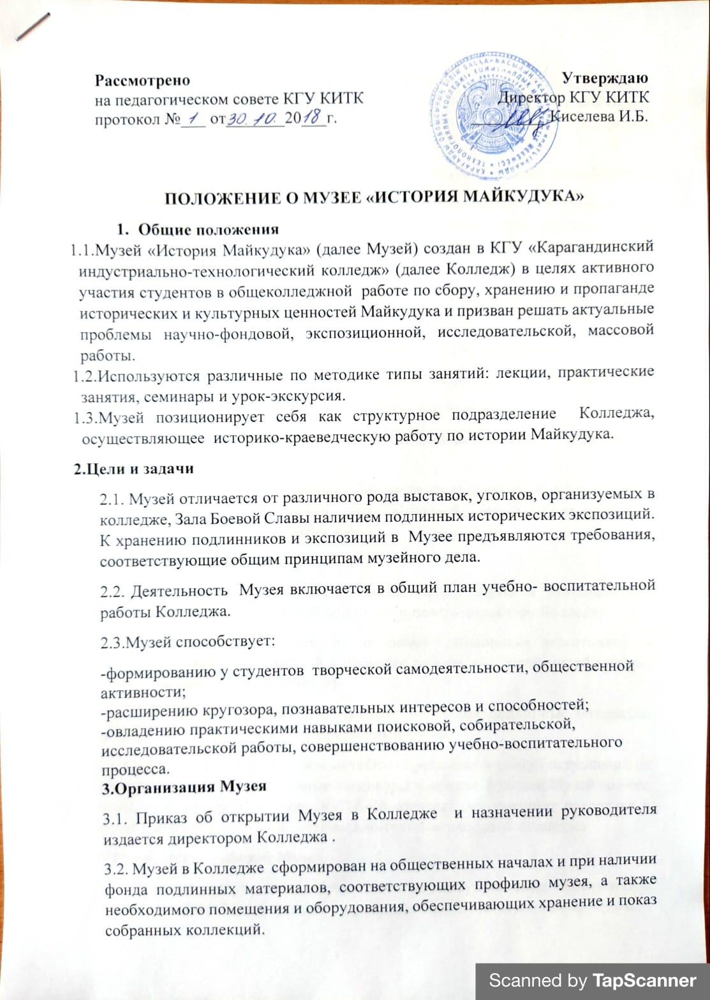 Рассмотрено
на педагогическом совете КГУ КИТК
протокол № 1 от 30.10. 2018 г.
Утверждаю
Директор КГУ КИТК
Киселева И.Б.
ПОЛОЖЕНИЕ О МУЗЕЕ «ИСТОРИЯ МАЙКУДУКА»
1. Общие положения
1.1.Музей «История Майкудука» (далее Музей) создан в КГУ «Карагандинский
индустриально-технологический колледж» (далее Колледж) в целях активного
участия студентов в общеколледжной работе по сбору, хранению и пропаганде
исторических и культурных ценностей Майкудука и призван решать актуальные
проблемы научно-фондовой, экспозиционной, исследовательской, массовой
работы.
1.2.Используются различные по методике типы занятий: лекции, практические
занятия, семинары и урок-экскурсия.
1.3.Музей позиционирует себя как структурное подразделение Колледжа,
осуществляющее историко-краеведческую работу по истории Майкудука.
2.Цели и задачи
2.1. Музей отличается от различного рода выставок, уголков, организуемых в
колледже, Зала Боевой Славы наличием подлинных исторических экспозиций.
К хранению подлинников и экспозиций в Музее предъявляются требования,
соответствующие общим принципам музейного дела.
2.2. Деятельность Музея включается в общий план учебно- воспитательной
работы Колледжа.
2.3.Музей способствует:
-формированию у студентов творческой самодеятельности, общественной
активности;
-расширению кругозора, познавательных интересов и способностей;
-овладению практическими навыками поисковой, собирательской,
исследовательской работы, совершенствованию учебно-воспитательного
процесса.
3.Организация Музея
3.1. Приказ об открытии Музея в Колледже и назначении руководителя
издается директором Колледжа .
3.2. Музей в Колледже сформирован на общественных началах и при наличии
фонда подлинных материалов, соответствующих профилю музея, а также
необходимого помещения и оборудования, обеспечивающих хранение и показ
собранных коллекций.
Scanned by TapScanner